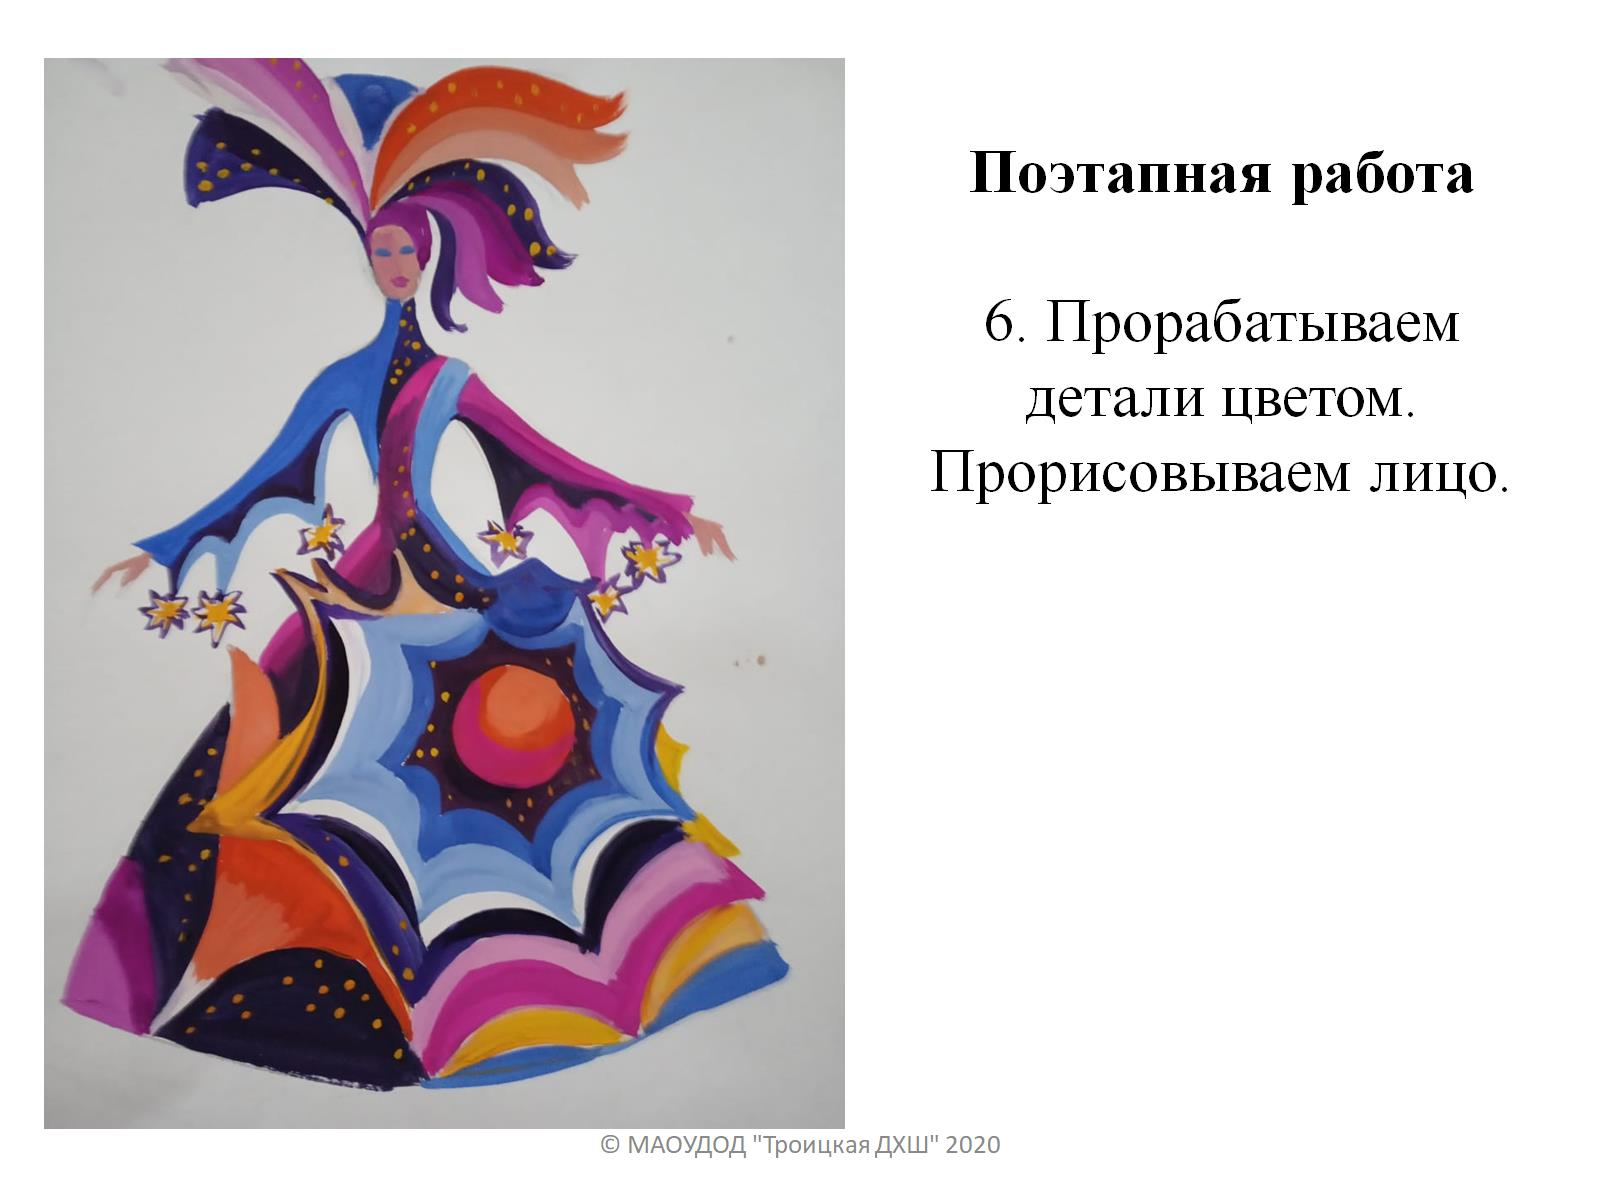 Поэтапная работа
6. Прорабатываем
детали цветом.
Прорисовываем лицо.
© МАОУДОД "Троицкая ДХШ" 2020